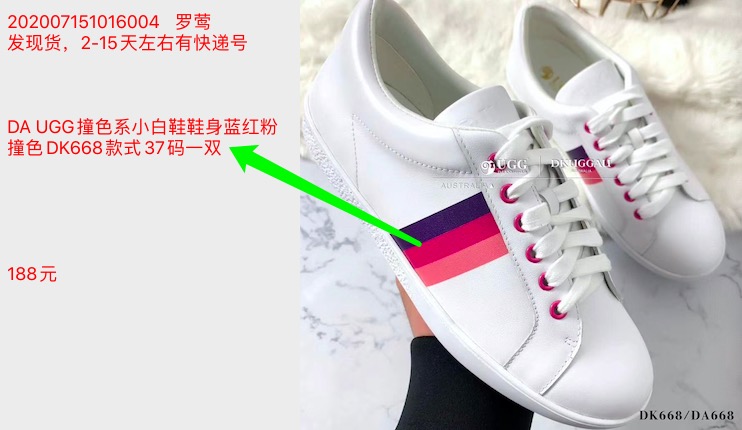 202007151016004 罗莺
发现货，2-15天左右有快递号
DA UGG撞色系小白鞋鞋身蓝红粉
撞色DK668款式37码一双
188元
UGG
DKUGGAU
AUSTRALIA
DK668/DA668